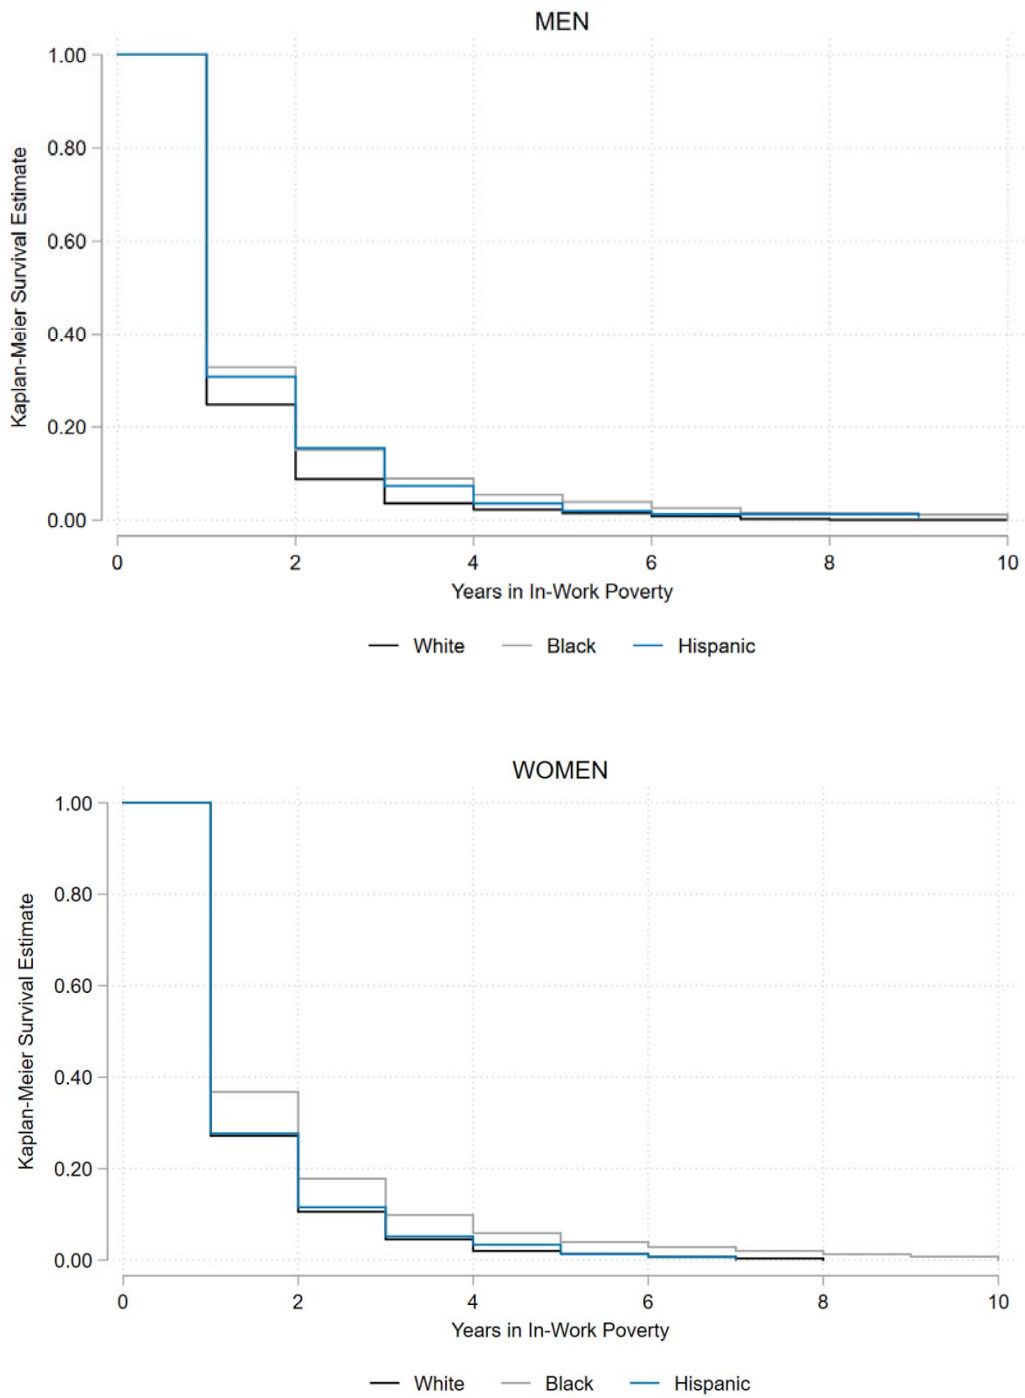 MEN
Kaplan-Meier Survival Estimate
1.00
0.80
0.60
0.40
0.20
0.00
0 2 4 6 8 10
Years in In-Work Poverty
White Black Hispanic
WOMEN
Kaplan-Meier Survival Estimate
1.00
0.80
0.60
0.40
0.20
0.00
0 2 4 6 8 10
Years in In-Work Poverty
White Black Hispanic